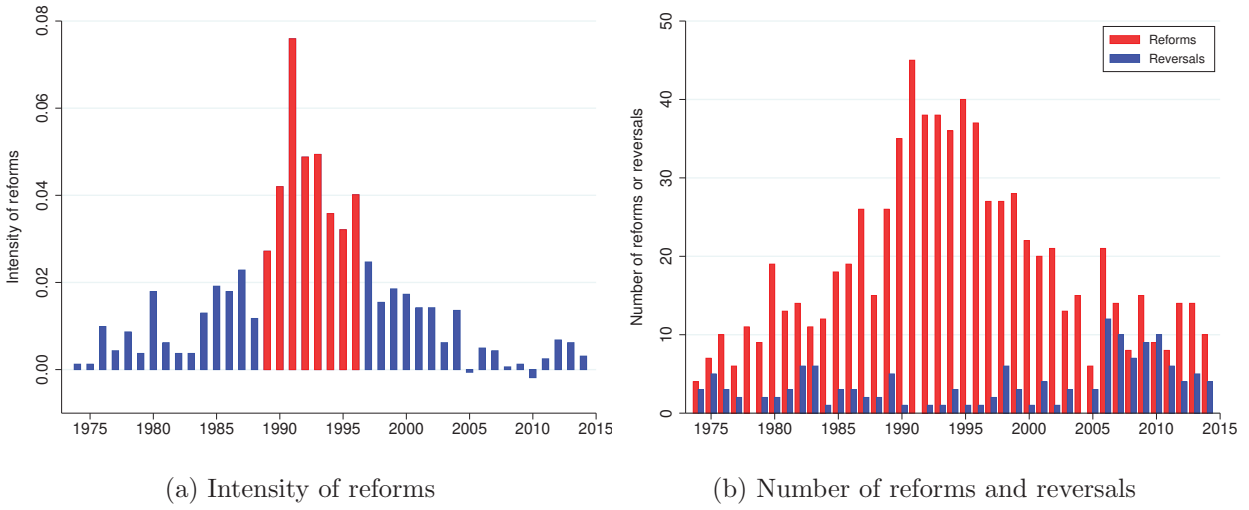 0.08
0.06
0.04
0.02
0.00
Intensity of reforms
1975 1980 1985 1990 1995 2000 2005 2010 2015
(a) Intensity of reforms
50
40
30
20
10
0
Number of reforms or reversals
Reforms
Reversals
1975 1980 1985 1990 1995 2000 2005 2010 2015
(b) Number of reforms and reversals